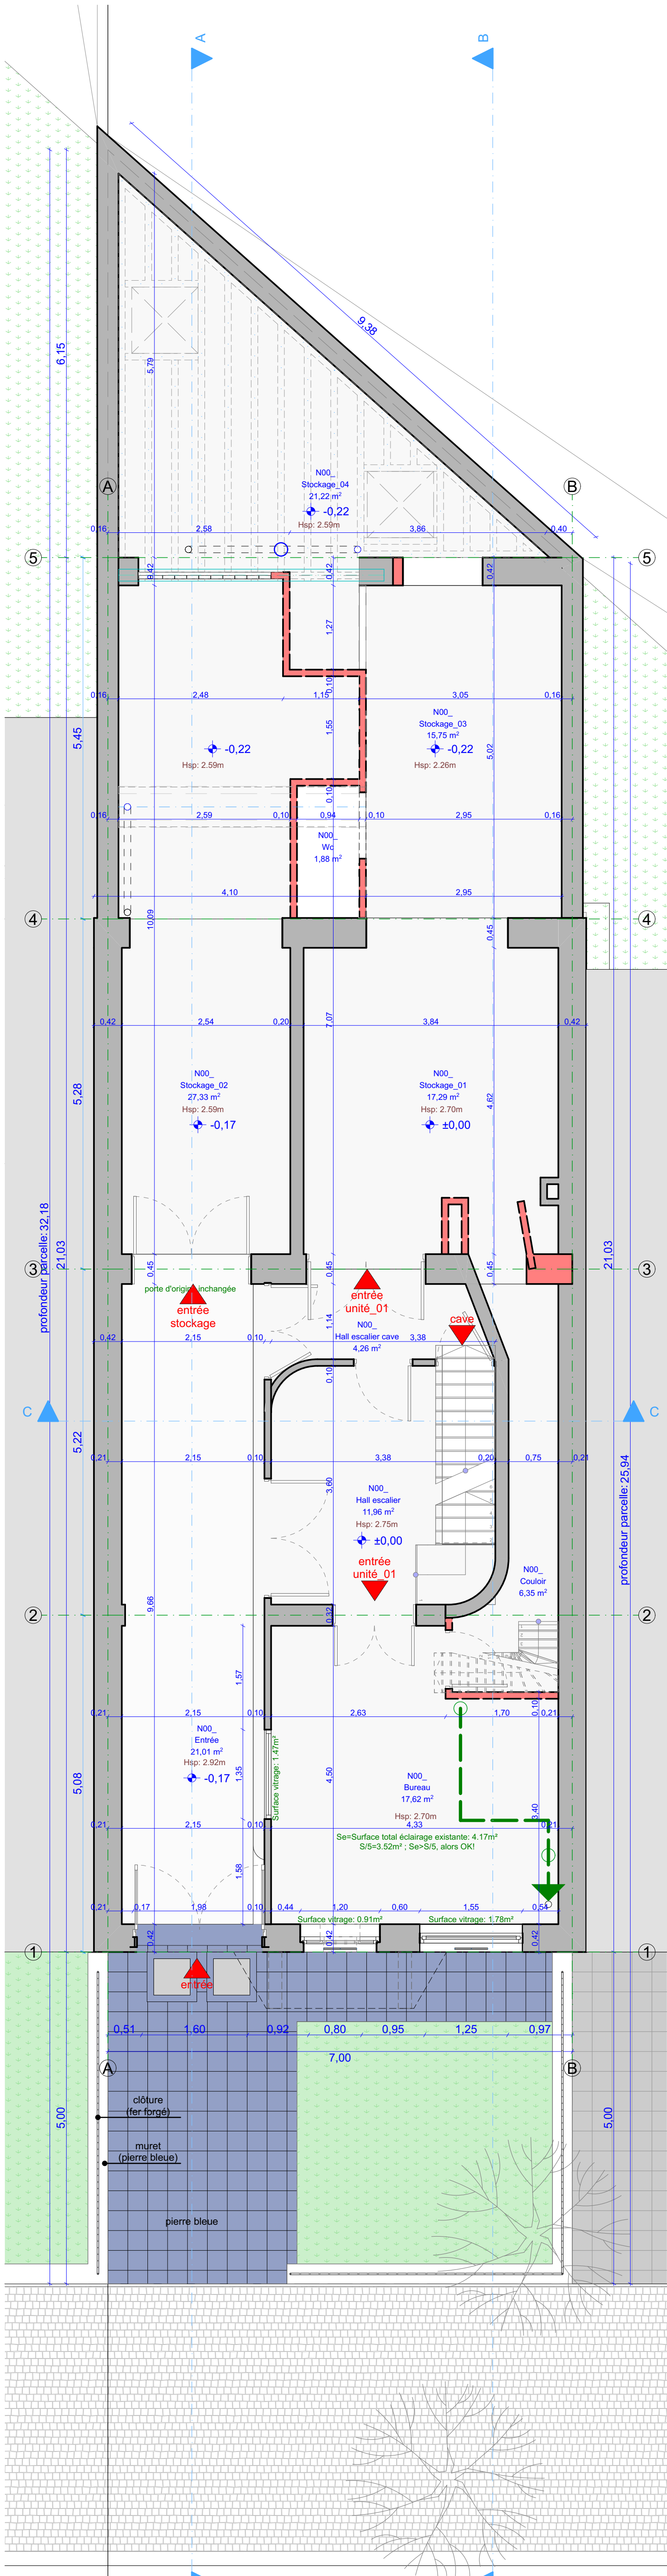 A
B
9,38
6,15
5,79
N00_
Stockage_04
21,22 m²
-0,22
Hsp: 2.59m
A
B
0,16
2,58
3,86
0,40
5
5
0,42
0,42
0,42
1,27
0,10
0,16
2,48
1,15
3,05
0,16
N00_
Stockage_03
15,75 m²
-0,22
Hsp: 2.26m
-0,22
Hsp: 2.59m
5,45
1,55
5,02
0,10
0,16
2,59
0,10
0,94
0,10
2,95
0,16
N00_
Wc
1,88 m²
4,10
2,95
4
4
10,09
0,45
0,42
2,54
0,20
7,07
3,84
0,42
N00_
Stockage_02
27,33 m²
Hsp: 2.59m
-0,17
N00_
Stockage_01
17,29 m²
Hsp: 2.70m
±0,00
5,28
4,62
profondeur parcelle: 32,18
21,03
21,03
3
3
0,45
0,45
0,45
porte d'origine inchangée
entrée
stockage
entrée
unité_01
cave
1,14
N00_
Hall escalier cave
4,26 m²
0,42
2,15
0,10
3,38
0,10
C
C
5,22
0,21
2,15
0,10
3,38
0,20
0,75
0,21
3,60
N00_
Hall escalier
11,96 m²
Hsp: 2.75m
±0,00
entrée
unité_01
N00_
Couloir
6,35 m²
profondeur parcelle: 25,94
9,66
2
2
0,32
1,57
0,21
2,15
0,10
2,63
1,70
0,21
0,10
N00_
Entrée
21,01 m²
Hsp: 2.92m
-0,17
Surface vitrage: 1.47m²
1,35
4,50
N00_
Bureau
17,62 m²
Hsp: 2.70m
5,08
3,40
0,21
2,15
0,10
4,33
0,21
Se=Surface total éclairage existante: 4.17m²
S/5=3.52m² ; Se>S/5, alors OK!
1,58
0,21
0,17
1,98
0,10
0,44
1,20
0,60
1,55
0,54
Surface vitrage: 0.91m²
Surface vitrage: 1.78m²
0,42
0,42
0,42
1
1
entrée
0,51
1,60
0,92
0,80
0,95
1,25
0,97
7,00
A
B
clôture
(fer forgé)
5,00
5,00
muret
(pierre bleue)
pierre bleue